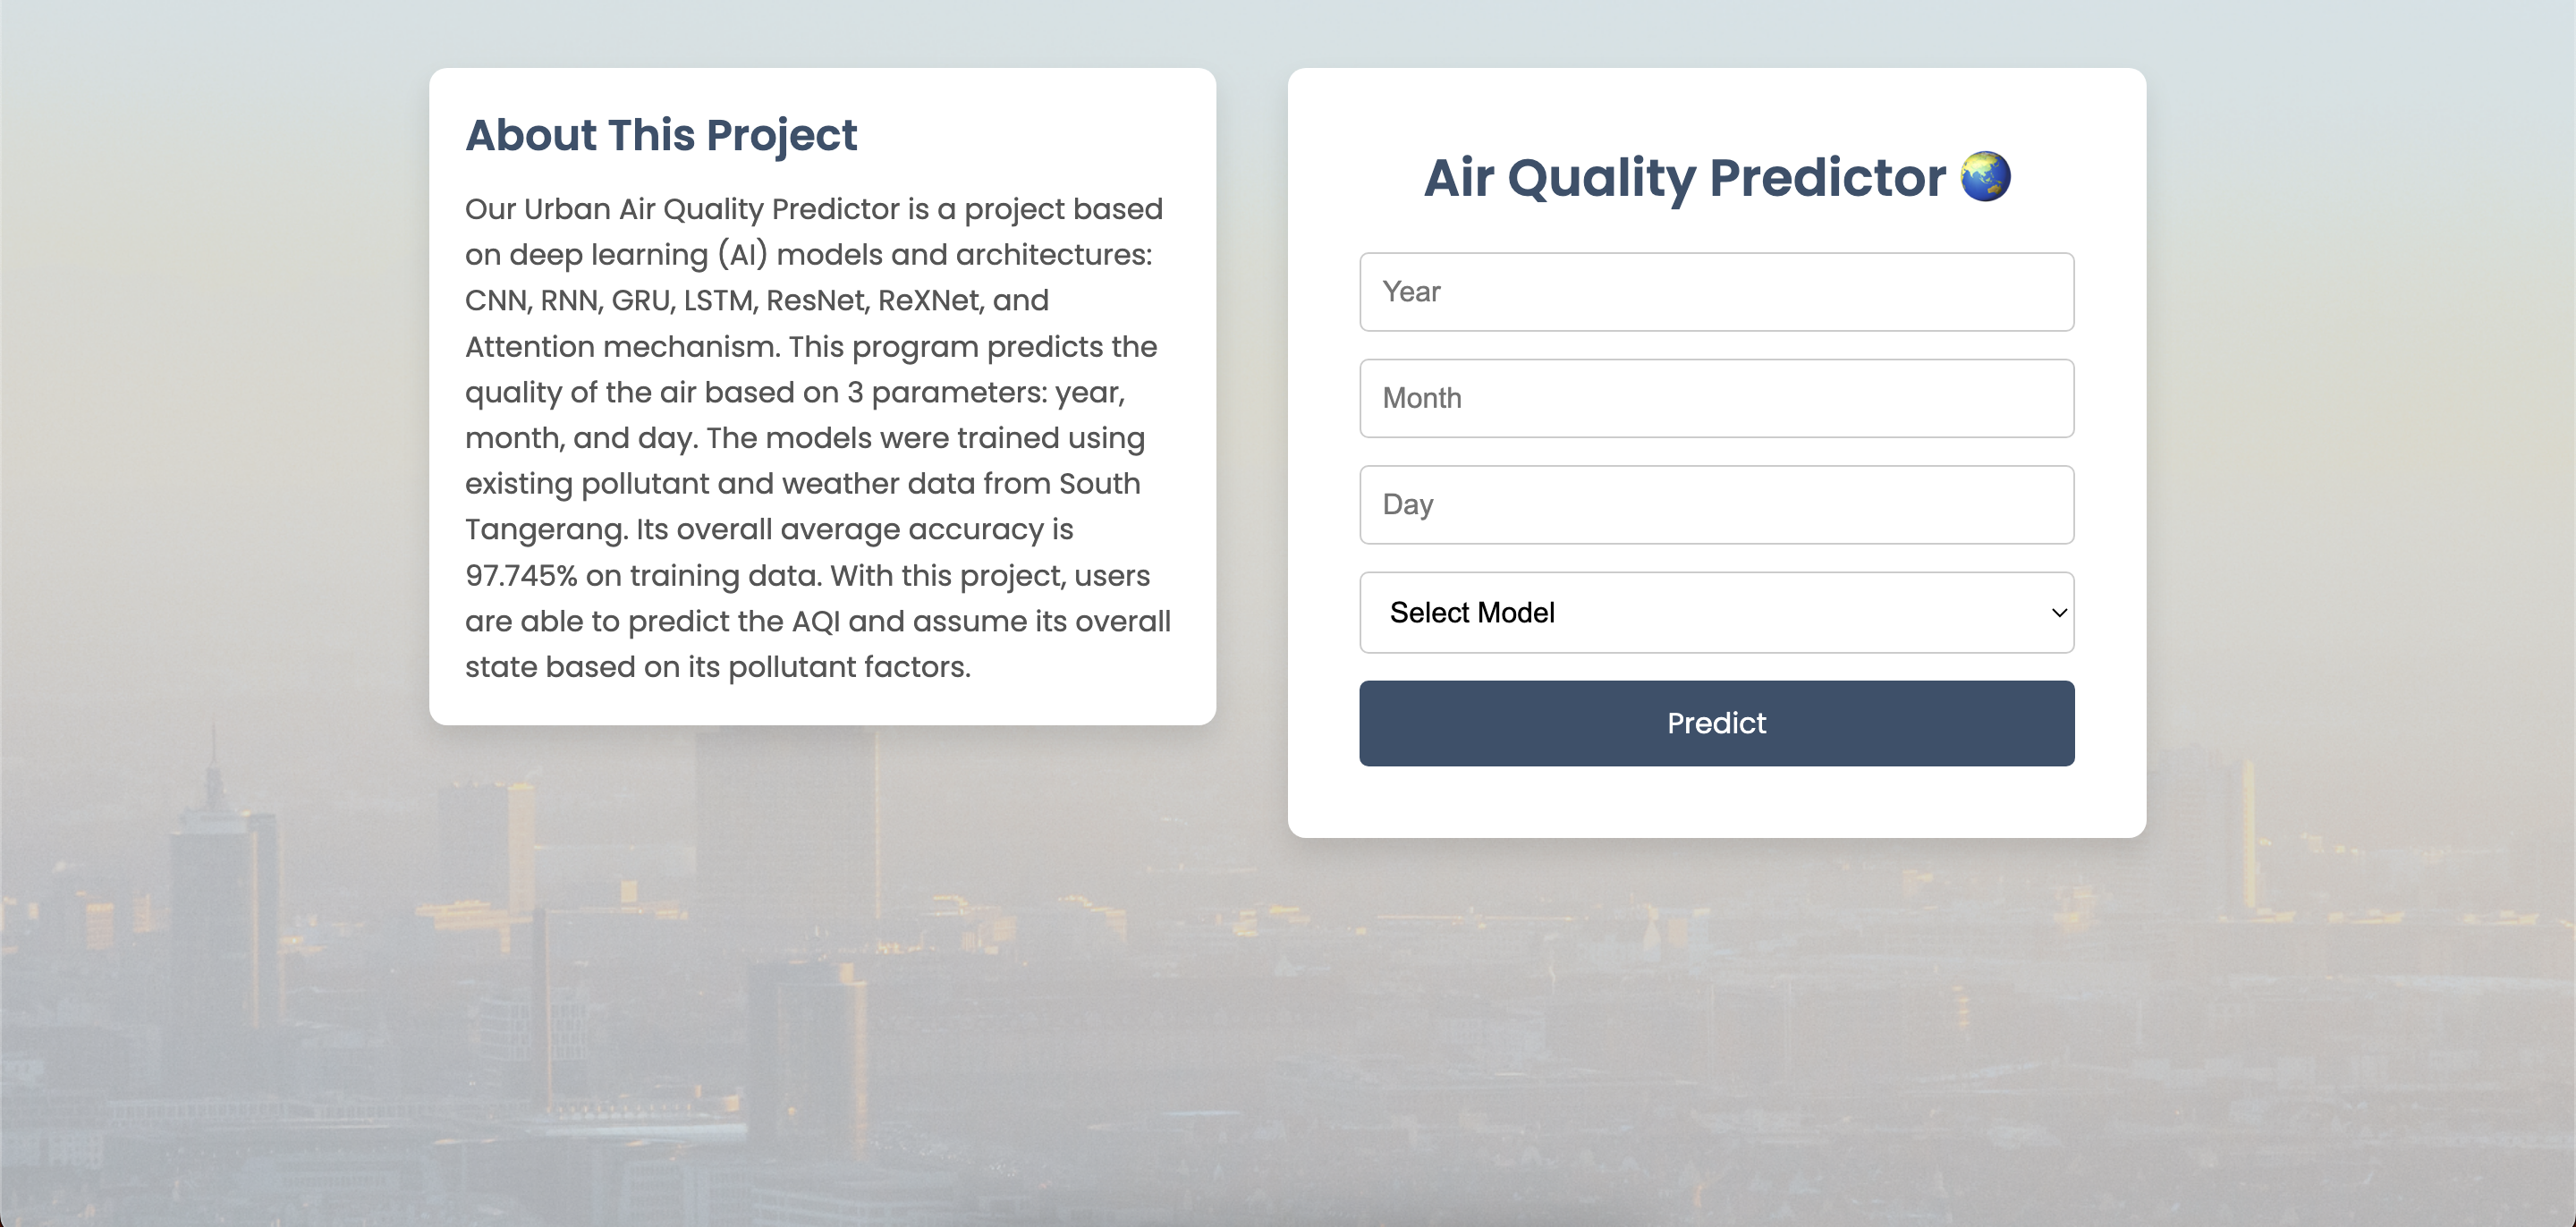 About This Project
Our Urban Air Quality Predictor is a project based
on deep learning (AI) models and architectures:
CNN, RNN, GRU, LSTM, ResNet, ReXNet, and
Attention mechanism. This program predicts the
quality of the air based on 3 parameters: year,
month, and day. The models were trained using
existing pollutant and weather data from South
Tangerang. Its overall average accuracy is
97.745% on training data. With this project, users
are able to predict the AQI and assume its overall
state based on its pollutant factors.
Air Quality Predictor 🌏
Year
Month
Day
Select Model
Predict